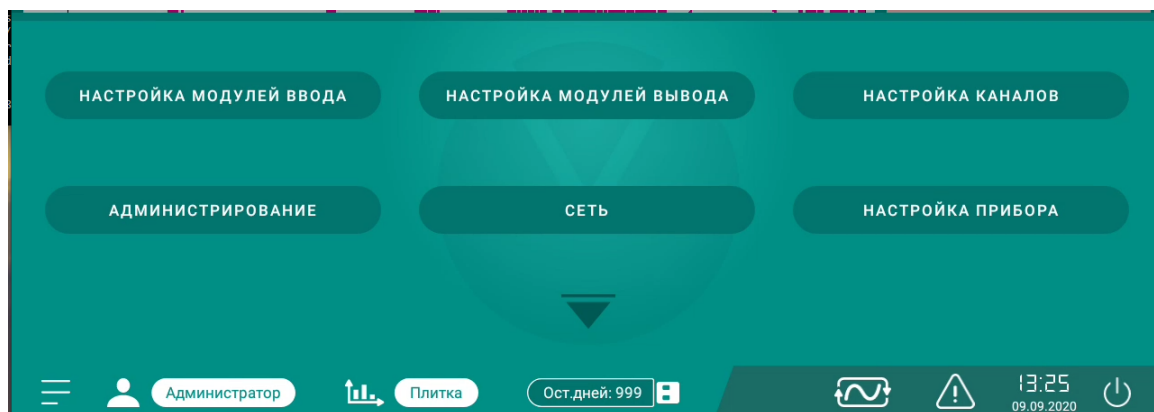 НАСТРОЙКА МОДУЛЕЙ ВВОДА
НАСТРОЙКА МОДУЛЕЙ ВЫВОДА
НАСТРОЙКА КАНАЛОВ
АДМИНИСТРИРОВАНИЕ
СЕТЬ
НАСТРОЙКА ПРИБОРА
Администратор
Плитка
Ост.дней: 999
13:25
09.09.2020